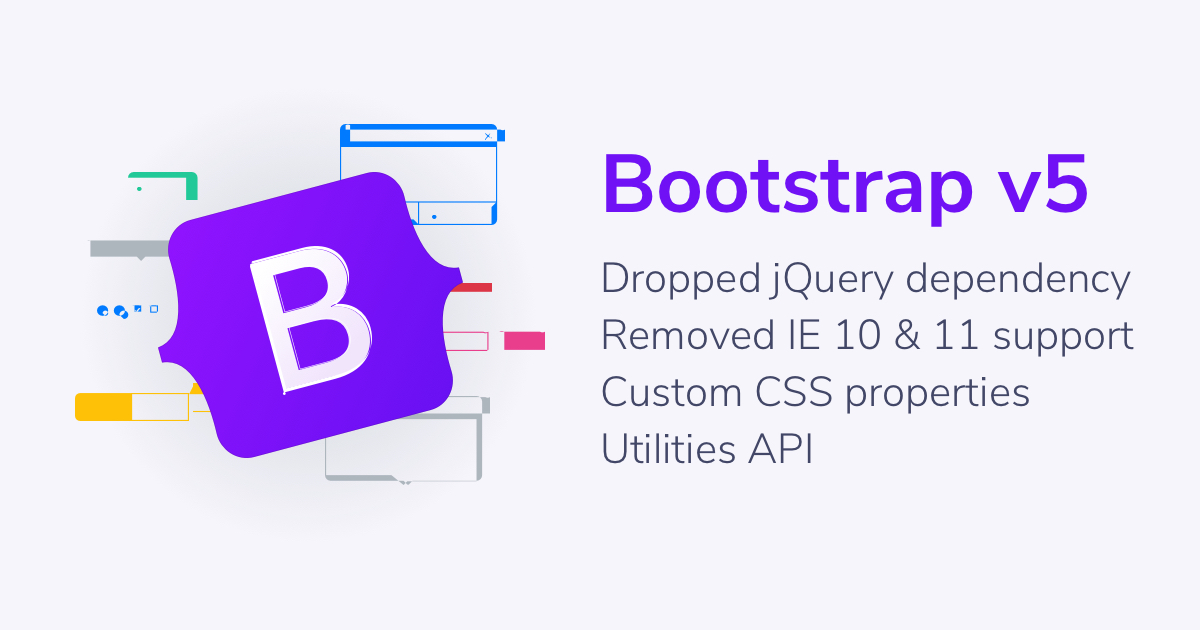 B
Bootstrap v5
Dropped jQuery dependency
Removed IE 10 & 11 support
Custom CSS properties
Utilities API